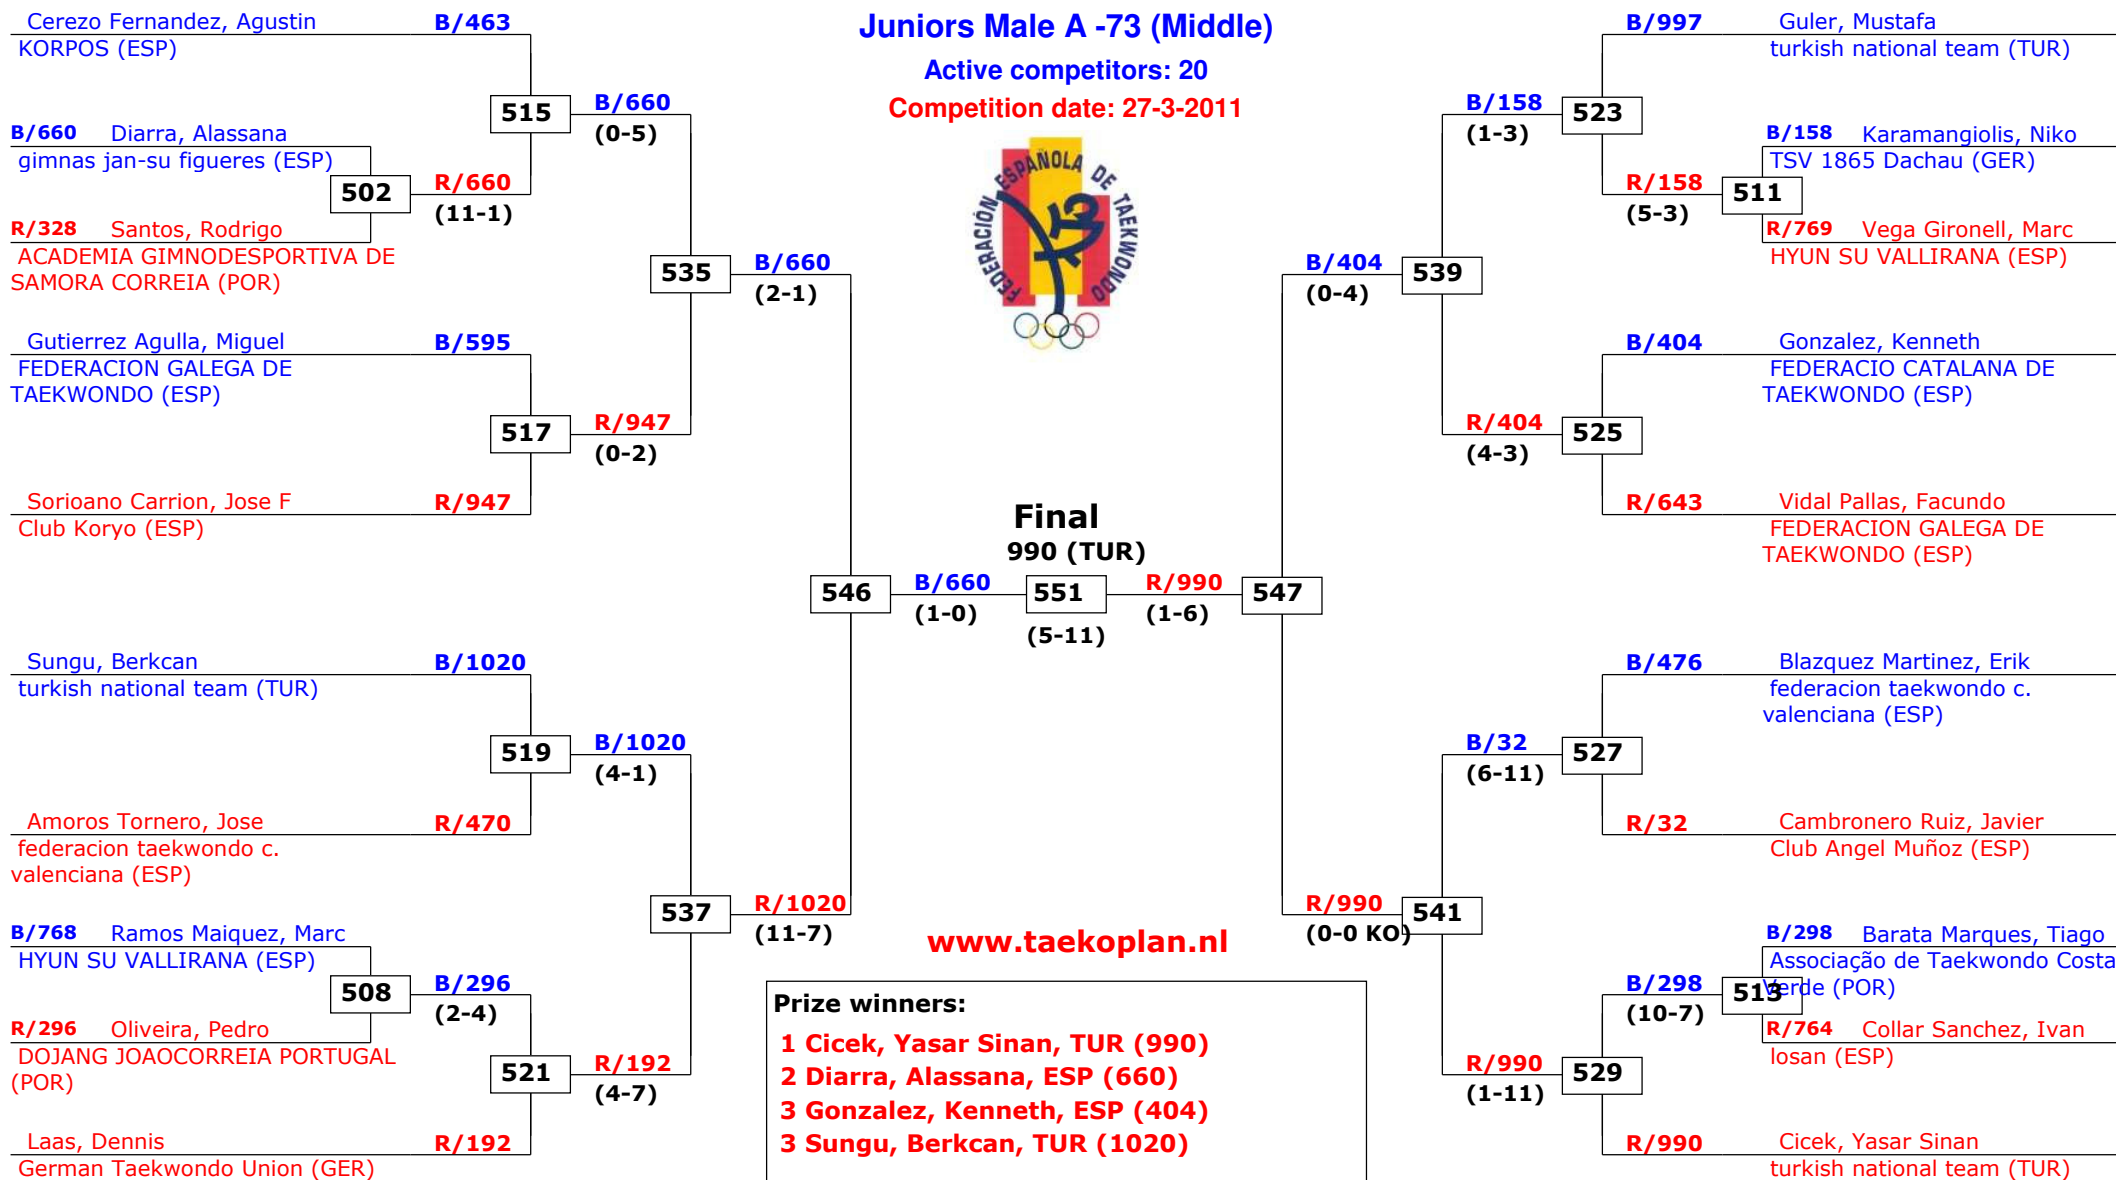 Juniors Male A -73 (Middle)
Active competitors: 20
Competition date: 27-3-2011
FEDERACIÓN ESPAÑOLA DE TAEKWONDO
Cerezo Fernandez, Agustin B/463
KORPOS (ESP)
515 B/660
(0-5)
B/660 Diarra, Alassana
gimnas jan-su figueres (ESP)
502 R/660
(11-1)
R/328 Santos, Rodrigo
ACADEMIA GIMNODESPORTIVA DE
SAMORA CORREIA (POR)
535 B/660
(2-1)
Gutierrez Agulla, Miguel B/595
FEDERACION GALEGA DE
TAEKWONDO (ESP)
517 R/947
(0-2)
Sorioano Carrion, Jose F R/947
Club Koryo (ESP)
546 B/660
(1-0)
Sungu, Berkcan B/1020
turkish national team (TUR)
519 B/1020
(4-1)
Amoros Tornero, Jose R/470
federacion taekwondo c.
valenciana (ESP)
537 R/1020
(11-7)
B/768 Ramos Maiquez, Marc
HYUN SU VALLIRANA (ESP)
508 B/296
(2-4)
R/296 Oliveira, Pedro
DOJANG JOAOCORREIA PORTUGAL
(POR)
521 R/192
(4-7)
Laas, Dennis R/192
German Taekwondo Union (GER)
Final
990 (TUR)
551
(5-11)
R/990 547
(1-6)
B/997 Guler, Mustafa
turkish national team (TUR)
B/158 523
(1-3)
B/158 Karamangiolis, Niko
TSV 1865 Dachau (GER)
R/158 511
(5-3)
R/769 Vega Gironell, Marc
HYUN SU VALLIRANA (ESP)
B/404 539
(0-4)
B/404 Gonzalez, Kenneth
FEDERACIO CATALANA DE
TAEKWONDO (ESP)
R/404 525
(4-3)
R/643 Vidal Pallas, Facundo
FEDERACION GALEGA DE
TAEKWONDO (ESP)
B/476 Blazquez Martinez, Erik
federacion taekwondo c.
valenciana (ESP)
B/32 527
(6-11)
R/32 Cambronero Ruiz, Javier
Club Angel Muñoz (ESP)
R/990 541
(0-0 KO)
B/298 Barata Marques, Tiago
Associação de Taekwondo Costa
Verde (POR)
B/298 513
(10-7)
R/764 Collar Sanchez, Ivan
losan (ESP)
R/990 529
(1-11)
R/990 Cicek, Yasar Sinan
turkish national team (TUR)
www.taekoplan.nl
Prize winners:
1 Cicek, Yasar Sinan, TUR (990)
2 Diarra, Alassana, ESP (660)
3 Gonzalez, Kenneth, ESP (404)
3 Sungu, Berkcan, TUR (1020)